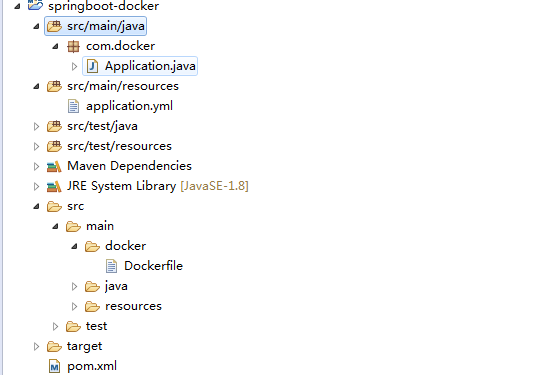 springboot-docker
src/main/java
com.docker
Application.java
src/main/resources
application.yml
src/test/java
src/test/resources
Maven Dependencies
JRE System Library [JavaSE-1.8]
src
main
docker
Dockerfile
java
resources
test
target
pom.xml